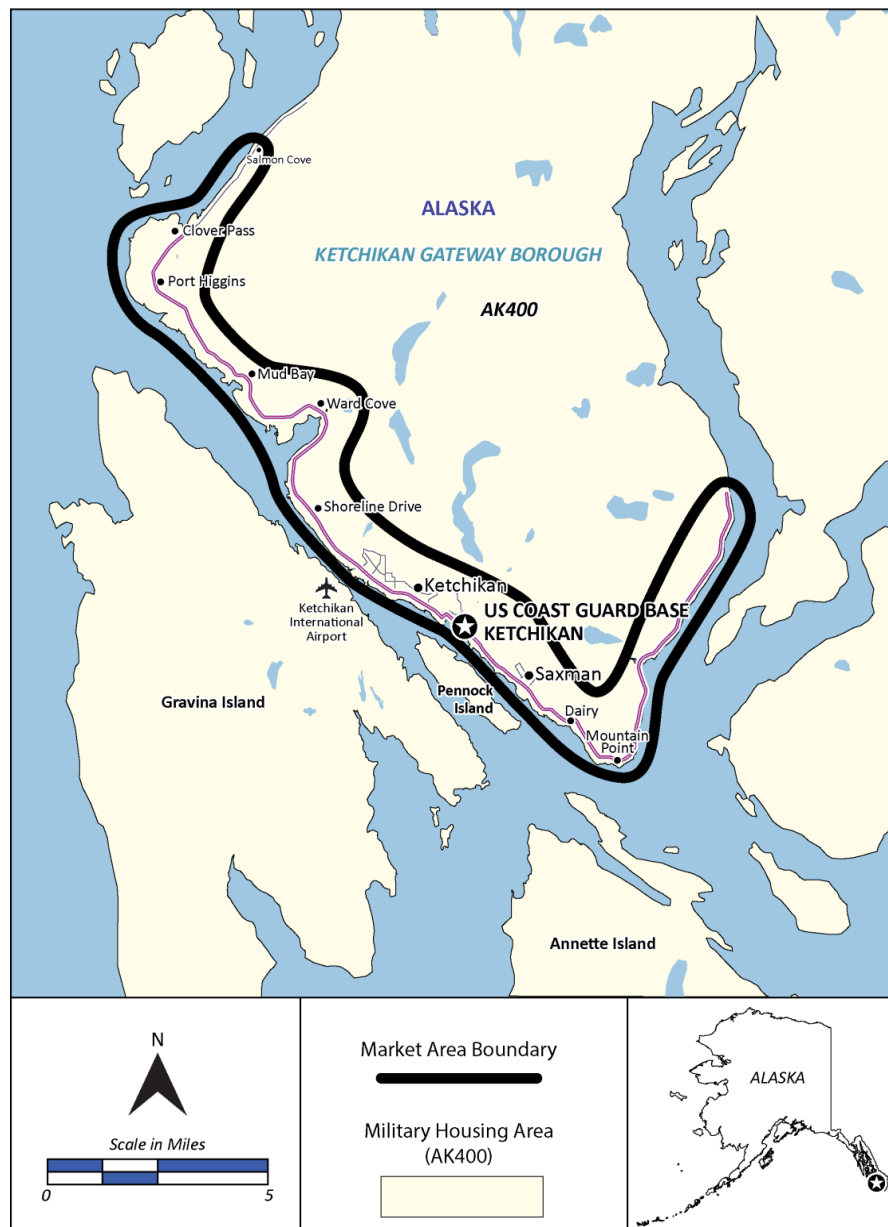 Salmon Cove
Clover Pass
ALASKA
KETCHIKAN GATEWAY BOROUGH
Port Higgins
AK400
Mud Bay
Ward Cove
Shoreline Drive
Ketchikan
Ketchikan
International
Airport
US COAST GUARD BASE
KETCHIKAN
Saxman
Gravina Island
Pennock
Island
Dairy
Mountain
Point
Annette Island
N
Scale in Miles
0
5
Market Area Boundary
Military Housing Area
(AK400)
ALASKA